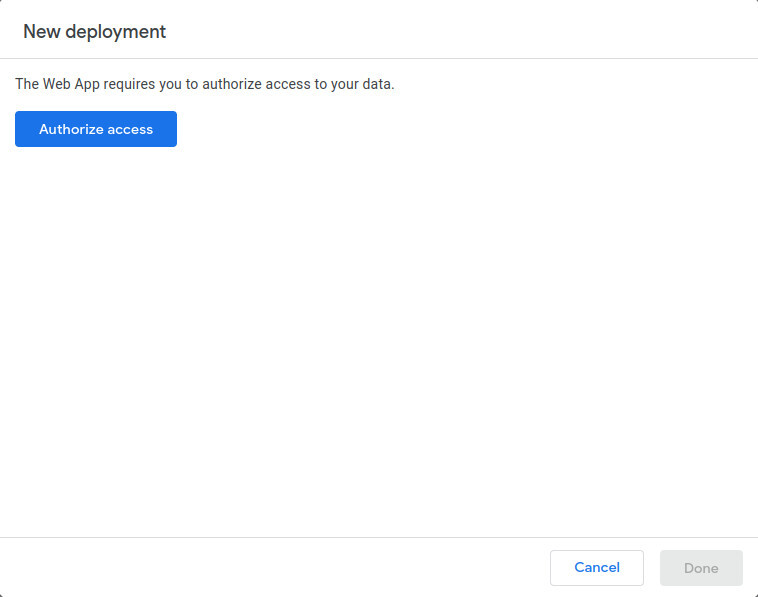 New deployment
The Web App requires you to authorize access to your data.
Authorize access
Cancel
Done